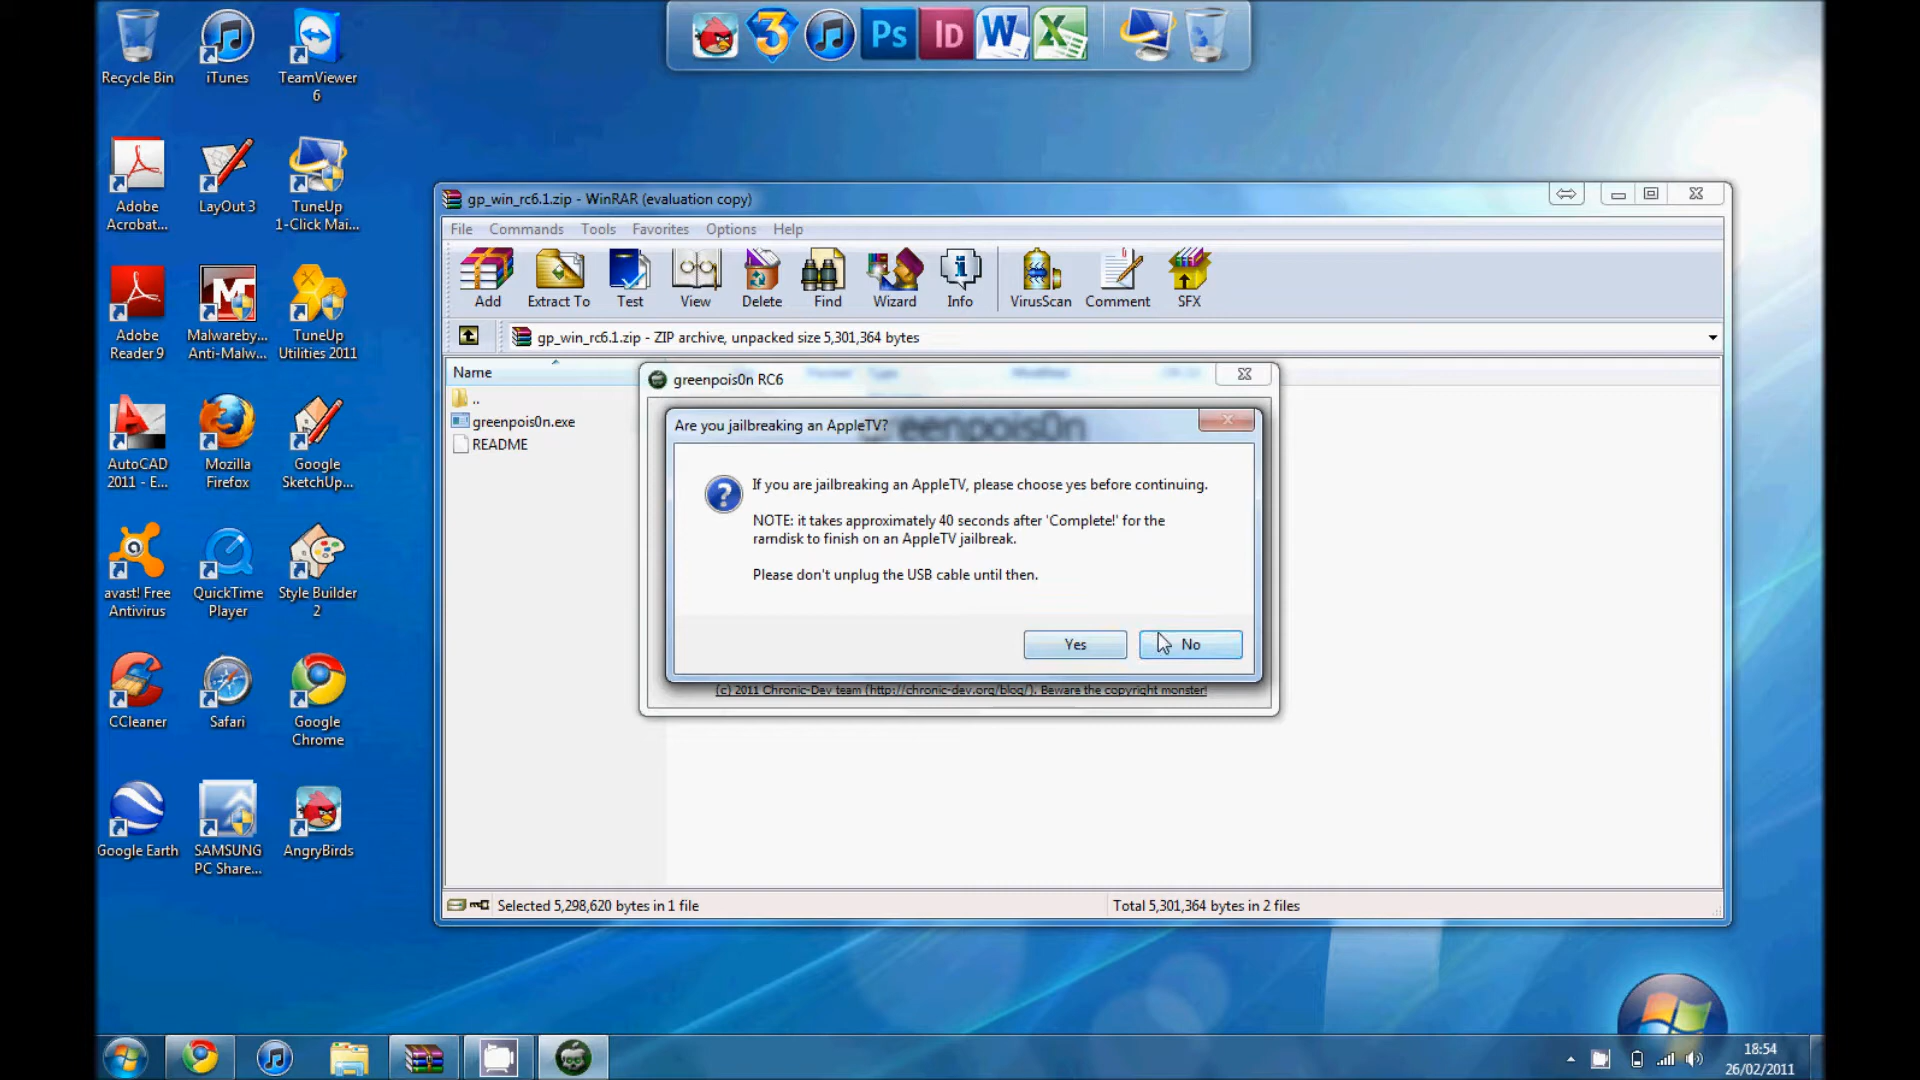 Recycle Bin
iTunes
TeamViewer
6
Ps
Id
W
X
3
Adobe
Acrobat...
LayOut 3
TuneUp
1-Click Mai...
Adobe
Reader 9
Malwareby...
Anti-Malw...
TuneUp
Utilities 2011
AutoCAD
2011 - E...
Mozilla
Firefox
Google
SketchUp...
avast! Free
Antivirus
QuickTime
Player
Style Builder
2
CCleaner
Safari
Google
Chrome
Google Earth
SAMSUNG
PC Share...
AngryBirds
gp_win_rc6.1.zip - WinRAR (evaluation copy)
File Commands Tools Favorites Options Help
Add Extract To Test View Delete Find Wizard Info VirusScan Comment SFX
gp_win_rc6.1.zip - ZIP archive, unpacked size 5,301,364 bytes
Name
..
greenpois0n.exe
README
greenpois0n RC6
greenpois0n
Are you jailbreaking an AppleTV?
If you are jailbreaking an AppleTV, please choose yes before continuing.
NOTE: it takes approximately 40 seconds after 'Complete!' for the
ramdisk to finish on an AppleTV jailbreak.
Please don't unplug the USB cable until then.
Yes No
(c) 2011 Chronic-Dev team (http://chronic-dev.org/blog/). Beware the copyright monster!
Selected 5,298,620 bytes in 1 file
Total 5,301,364 bytes in 2 files
18:54
26/02/2011